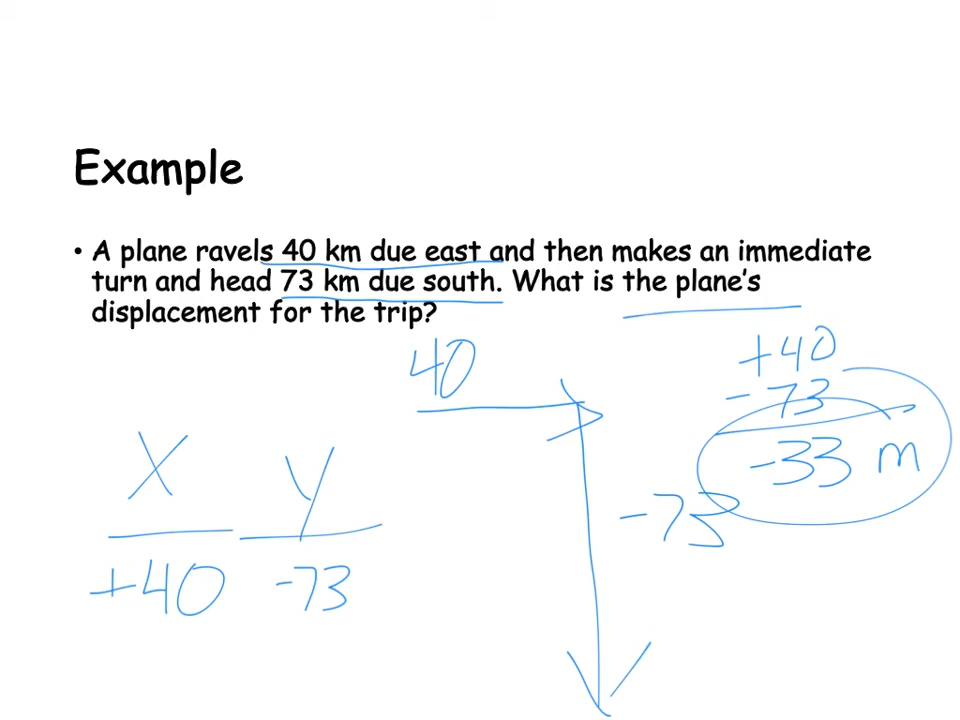 Example
• A plane ravels 40 km due east and then makes an immediate
turn and head 73 km due south. What is the plane's
displacement for the trip?
40
+40
-73
-33 m
X Y
-73
+40 -73